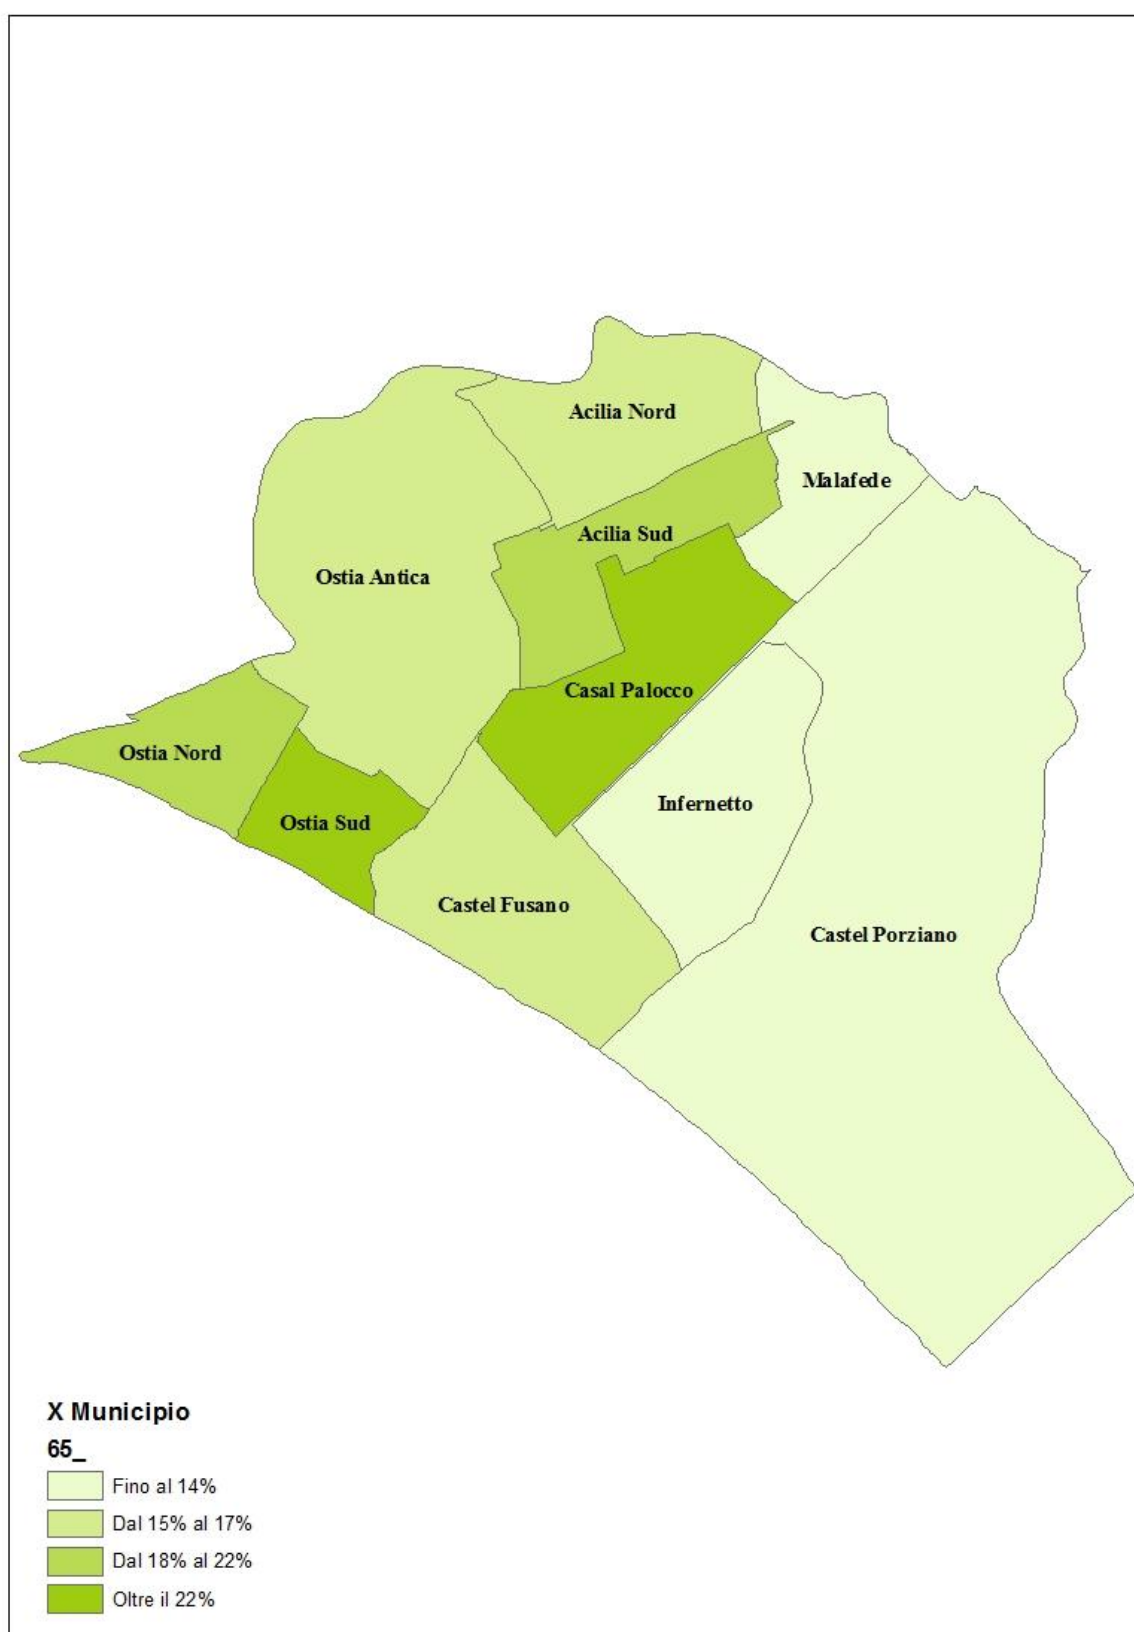 Acilia Nord
Malafede
Acilia Sud
Ostia Antica
Casal Palocco
Ostia Nord
Infernetto
Ostia Sud
Castel Fusano
Castel Porziano
X Municipio
65_
Fino al 14%
Dal 15% al 17%
Dal 18% al 22%
Oltre il 22%